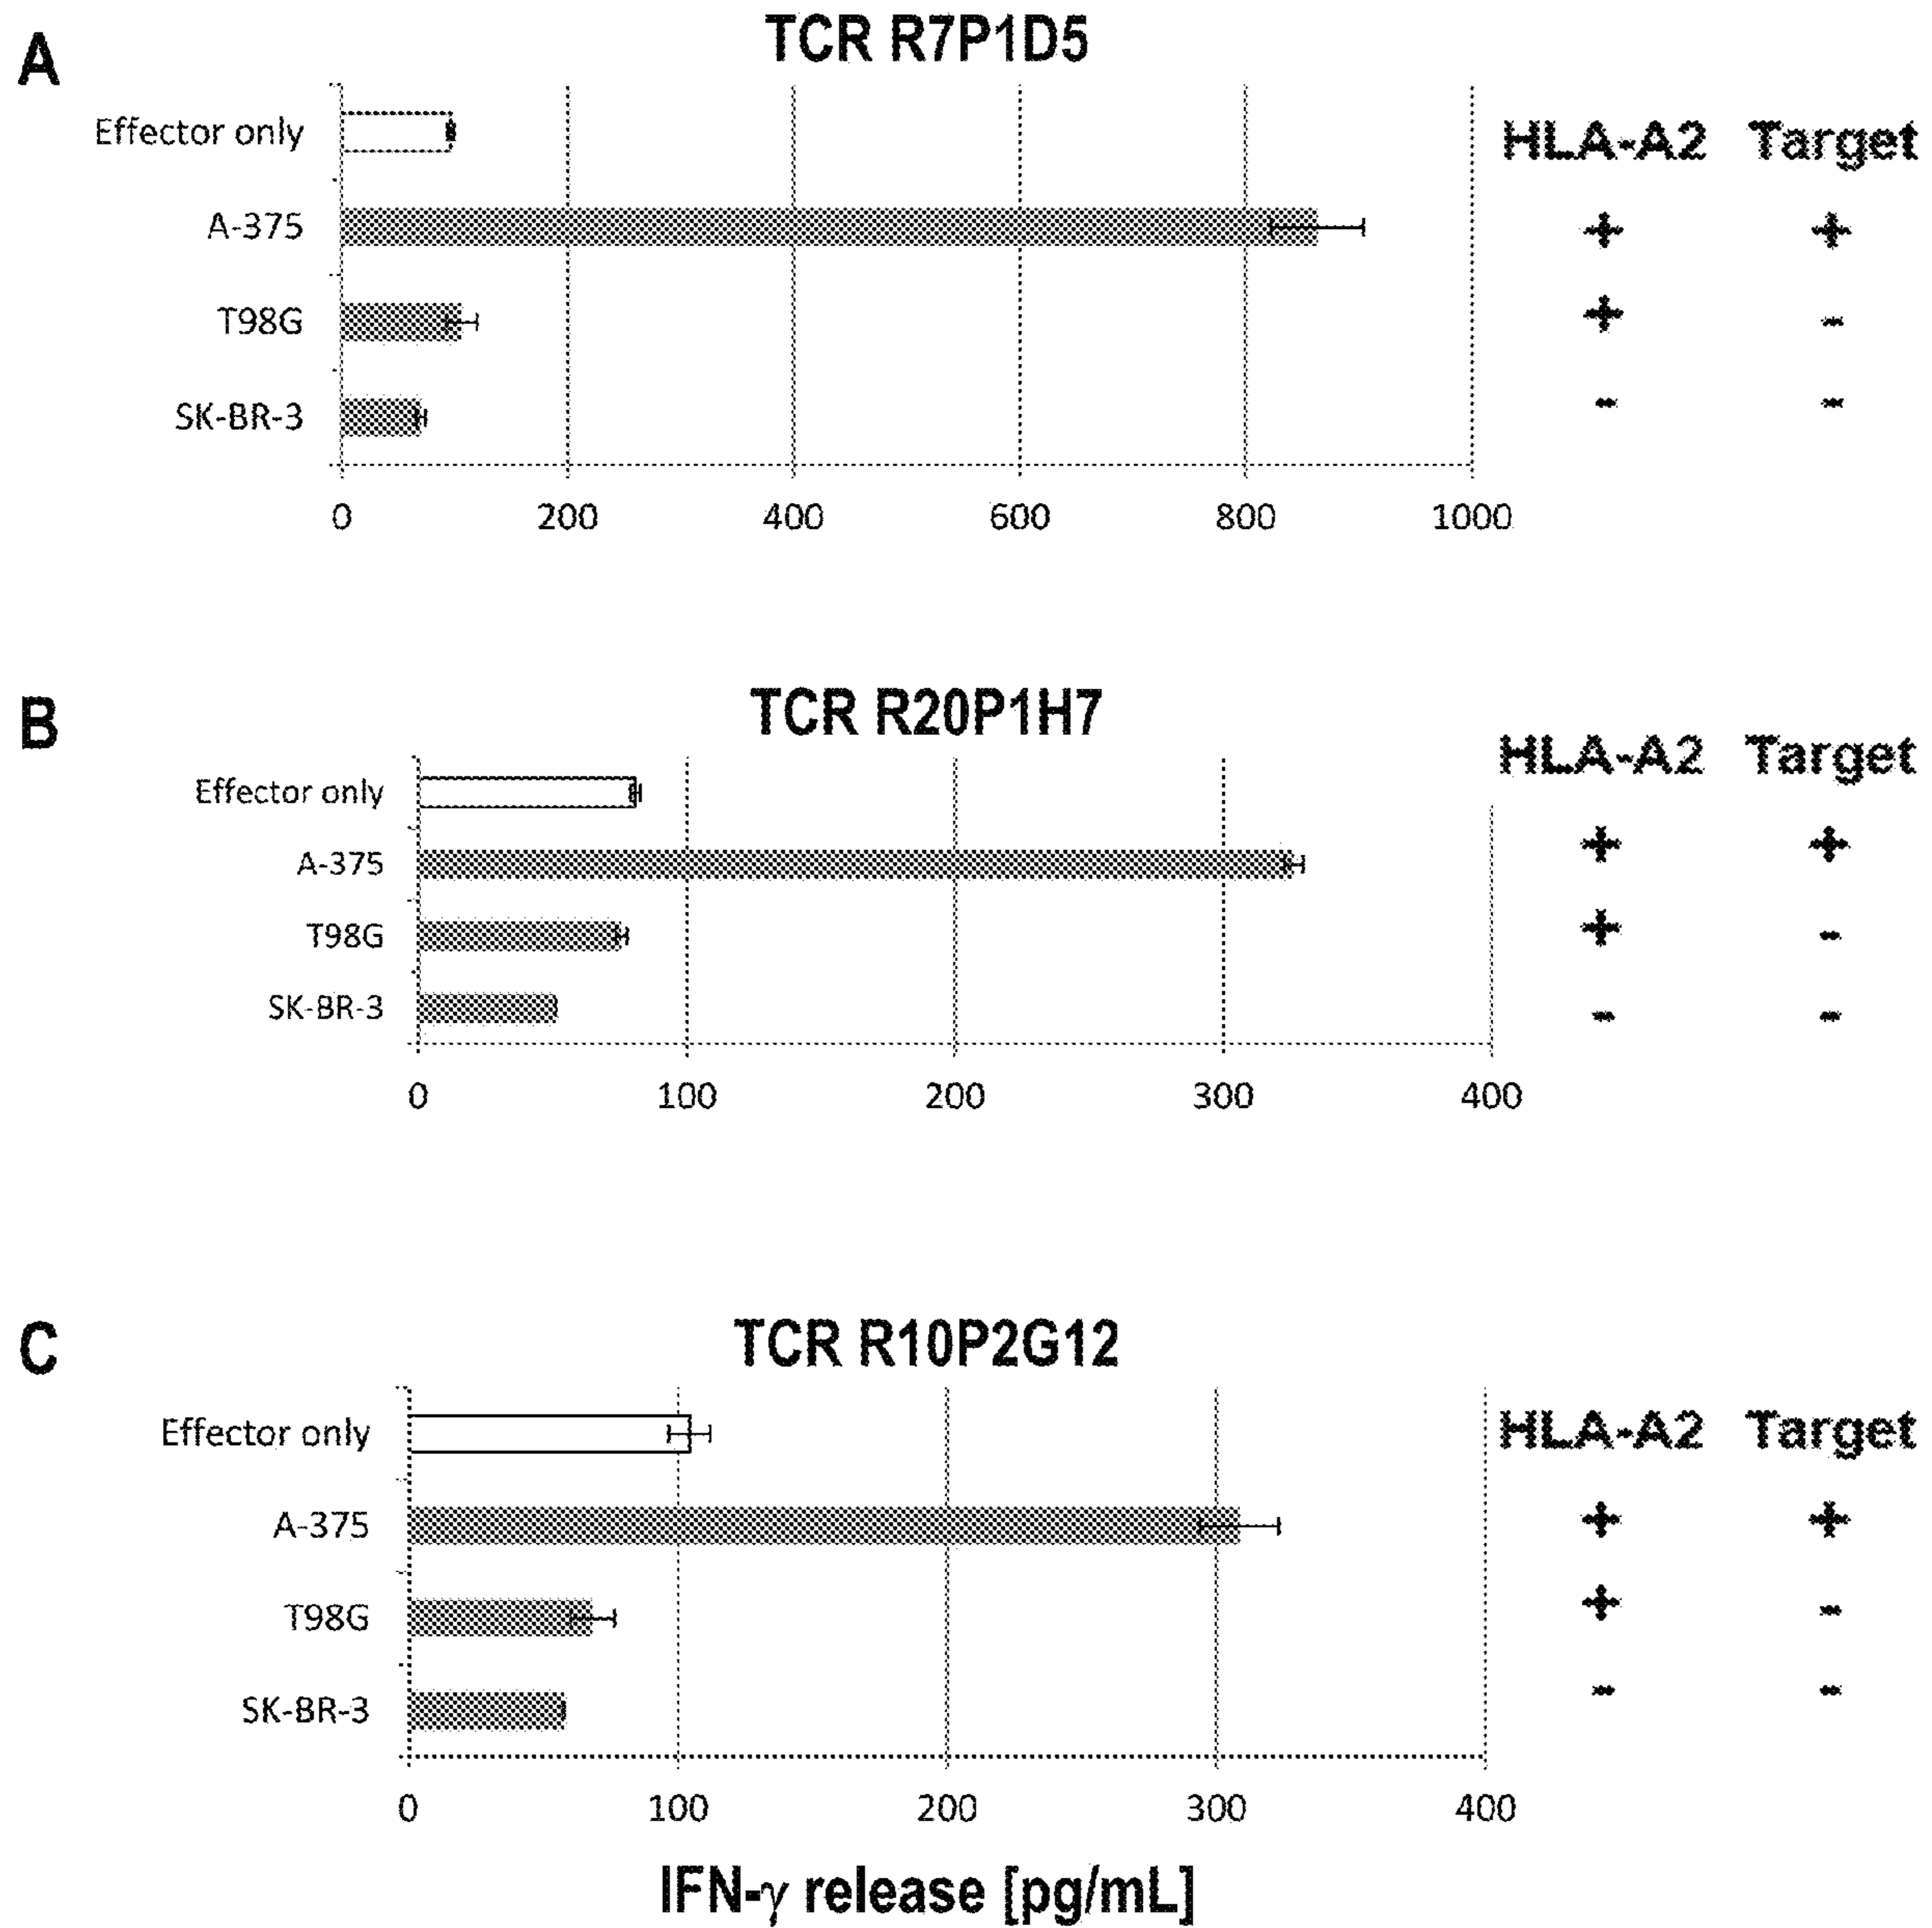 A
TCR R7P1D5
HLA-A2 Target
Effector only
A-375 + +
T98G + -
SK-BR-3 - -
0 200 400 600 800 1000
B
TCR R20P1H7
HLA-A2 Target
Effector only
A-375 + +
T98G + -
SK-BR-3 - -
0 100 200 300 400
C
TCR R10P2G12
Effector only HLA-A2 Target
A-375 + +
T98G + -
SK-BR-3 - -
0 100 200 300 400
IFN-γ release [pg/mL]